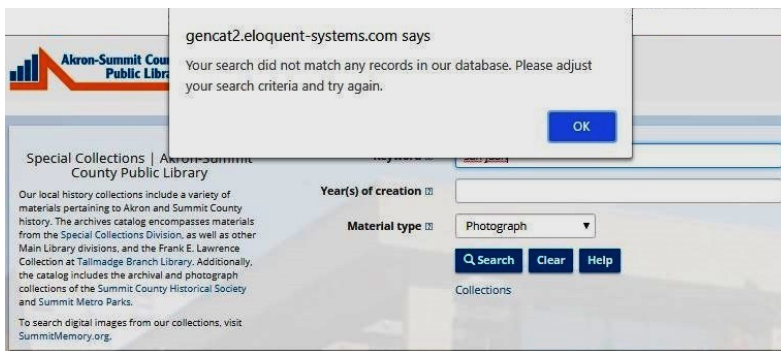 gencat2.eloquent-systems.com says
Your search did not match any records in our database. Please adjust
your search criteria and try again.
OK
Akron-Summit Cou
Public Libra
Special Collections | Akron-Summit
County Public Library
Our local history collections include a variety of
materials pertaining to Akron and Summit County
history. The archives catalog encompasses materials
from the Special Collections Division, as well as other
Main Library divisions, and the Frank E. Lawrence
Collection at Tallmadge Branch Library. Additionally,
the catalog includes the archival and photograph
collections of the Summit County Historical Society
and Summit Metro Parks.
To search digital images from our collections, visit
SummitMemory.org.
Keyword
Year(s) of creation
Material type
Photograph
Search Clear Help
Collections